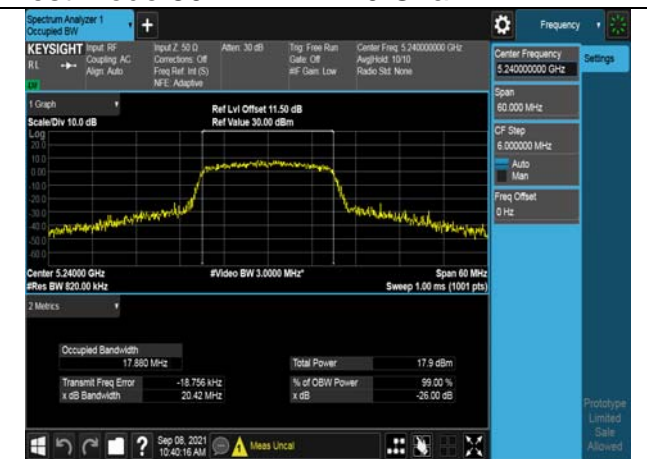 Spectrum Analyzer 1
Occupied BW
Frequency
KEYSIGHT
RL
Input: RF
Coupling: AC
Align: Auto
Input Z: 50 Ω
Corrections: Off
Freq Ref: Int (S)
NFE: Adaptive
Atten: 30 dB
Trig: Free Run
Gate: Off
#IF Gain: Low
Center Freq: 5.240000000 GHz
Avg|Hold: 10/10
Radio Std: None
Center Frequency
5.240000000 GHz
Settings
Span
60.000 MHz
CF Step
6.000000 MHz
Auto
Man
Freq Offset
0 Hz
1 Graph
Scale/Div 10.0 dB
Ref Lvl Offset 11.50 dB
Ref Value 30.00 dBm
Log
20.0
10.0
0.00
-10.0
-20.0
-30.0
-40.0
-50.0
-60.0
Center 5.24000 GHz
#Res BW 820.00 kHz
#Video BW 3.0000 MHz*
Span 60 MHz
Sweep 1.00 ms (1001 pts)
2 Metrics
Occupied Bandwidth
17.880 MHz
Total Power 17.9 dBm
Transmit Freq Error -18.756 kHz
% of OBW Power 99.00 %
x dB Bandwidth 20.42 MHz
x dB -26.00 dB
Prototype
Limited
Sale
Allowed
?
Sep 08, 2021
10:40:16 AM
Meas Uncal